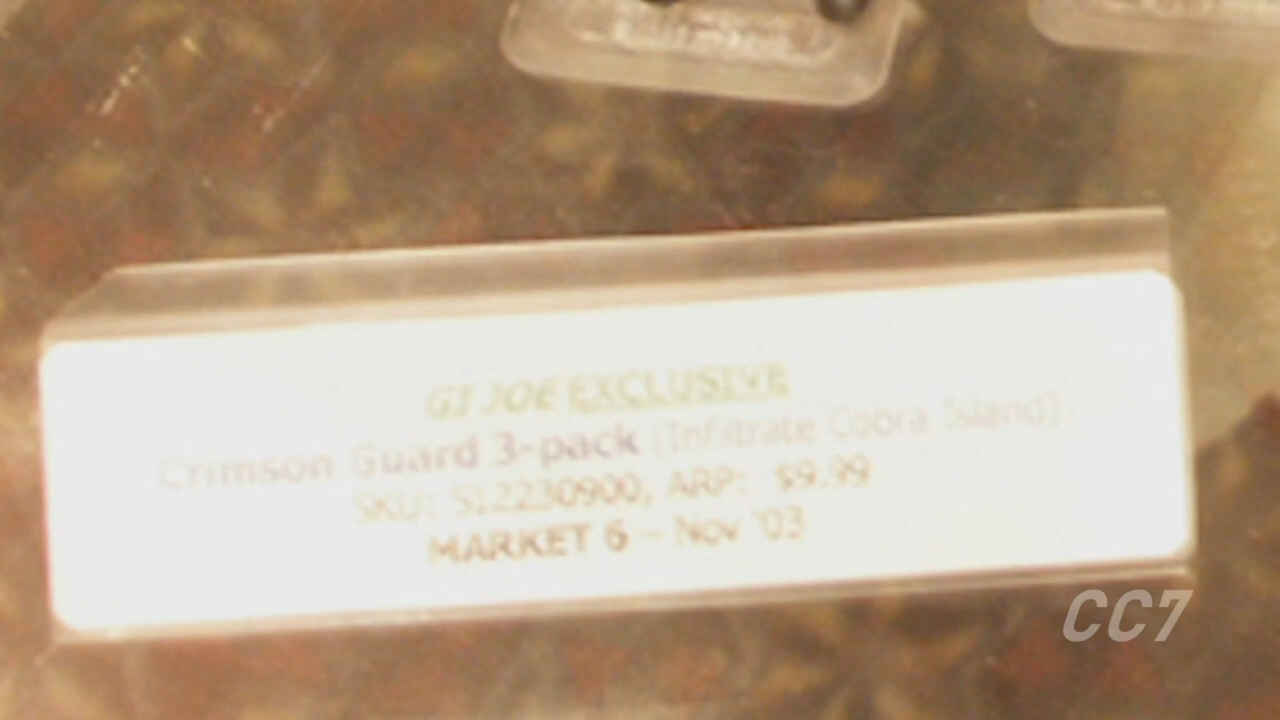 GI JOE EXCLUSIVE
Crimson Guard 3-pack (Infiltrate Cobra Island)
SKU: S12230900, ARP: $9.99
MARKET 6 – Nov '03
CC7